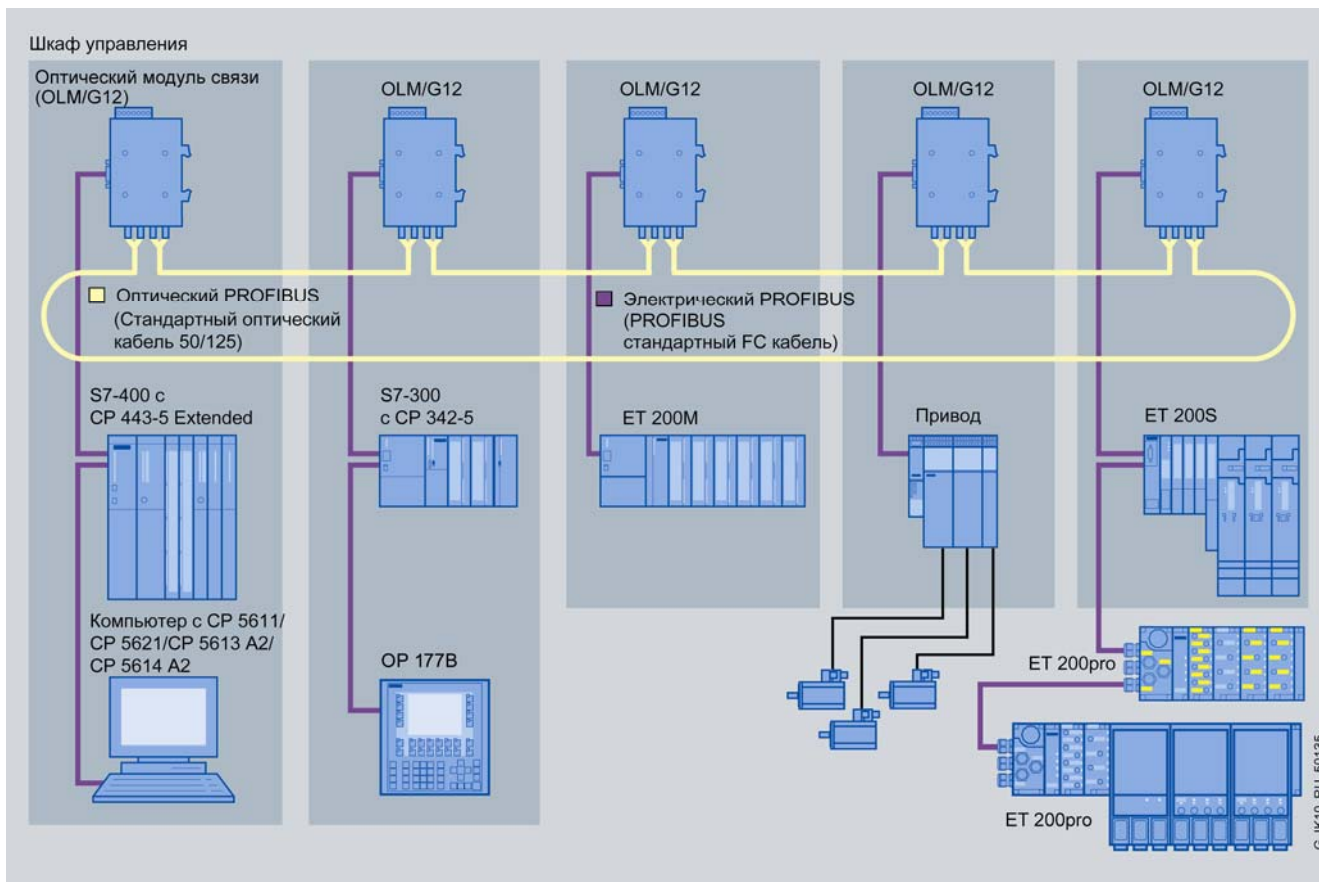 Шкаф управления
Оптический модуль связи
(OLM/G12)
OLM/G12
OLM/G12
OLM/G12
OLM/G12
Оптический PROFIBUS
(Стандартный оптический
кабель 50/125)
Электрический PROFIBUS
(PROFIBUS
стандартный FC кабель)
S7-400 с
CP 443-5 Extended
S7-300
с CP 342-5
ET 200M
Привод
ET 200S
Компьютер с CP 5611/
CP 5621/CP 5613 A2/
CP 5614 A2
OP 177B
ET 200pro
ET 200pro